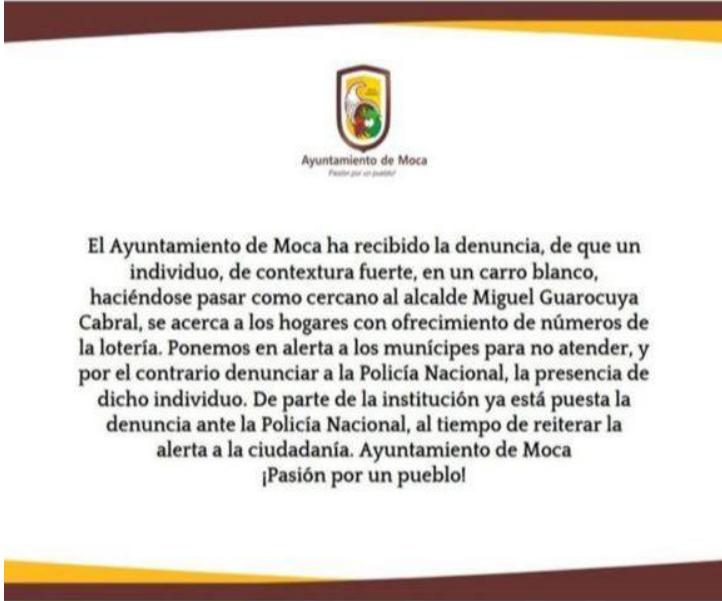 Ayuntamiento de Moca
Pasión por un pueblo!
El Ayuntamiento de Moca ha recibido la denuncia, de que un
individuo, de contextura fuerte, en un carro blanco,
haciéndose pasar como cercano al alcalde Miguel Guarocuya
Cabral, se acerca a los hogares con ofrecimiento de números de
la lotería. Ponemos en alerta a los munícipes para no atender, y
por el contrario denunciar a la Policía Nacional, la presencia de
dicho individuo. De parte de la institución ya está puesta la
denuncia ante la Policía Nacional, al tiempo de reiterar la
alerta a la ciudadanía. Ayuntamiento de Moca
¡Pasión por un pueblo!